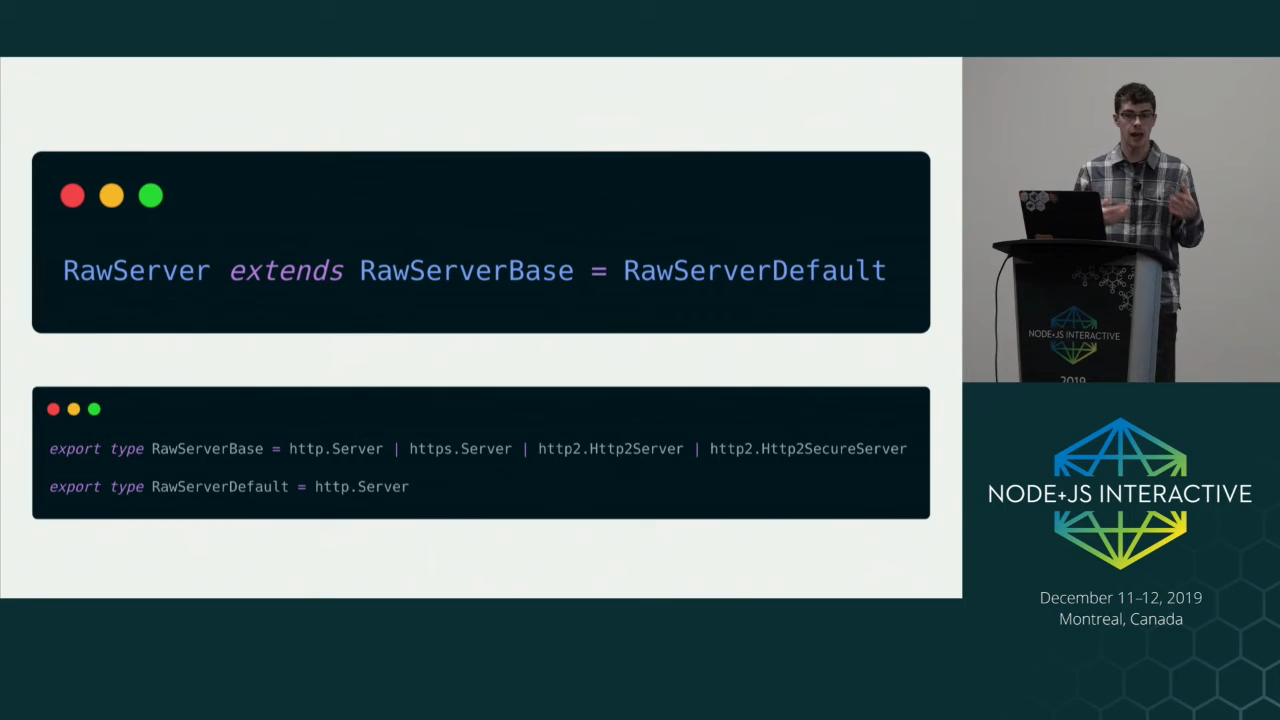 RawServer extends RawServerBase = RawServerDefault
export type RawServerBase = http.Server | https.Server | http2.Http2Server | http2.Http2SecureServer
export type RawServerDefault = http.Server
NODE+JS INTERACTIVE
2019
NODE+JS INTERACTIVE
December 11–12, 2019
Montreal, Canada